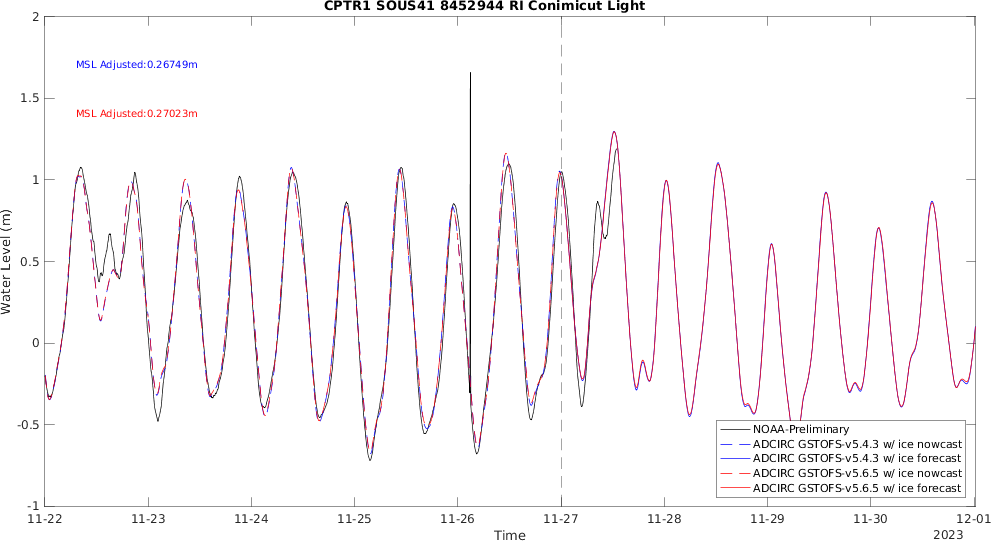 CPTR1 SOUS41 8452944 RI Conimicut Light
2
1.5
1
0.5
0
-0.5
-1
Water Level (m)
MSL Adjusted:0.26749m
MSL Adjusted:0.27023m
NOAA-Preliminary
ADCIRC GSTOFS-v5.4.3 w/ ice nowcast
ADCIRC GSTOFS-v5.4.3 w/ ice forecast
ADCIRC GSTOFS-v5.6.5 w/ ice nowcast
ADCIRC GSTOFS-v5.6.5 w/ ice forecast
11-22 11-23 11-24 11-25 11-26 11-27 11-28 11-29 11-30 12-01
Time
2023